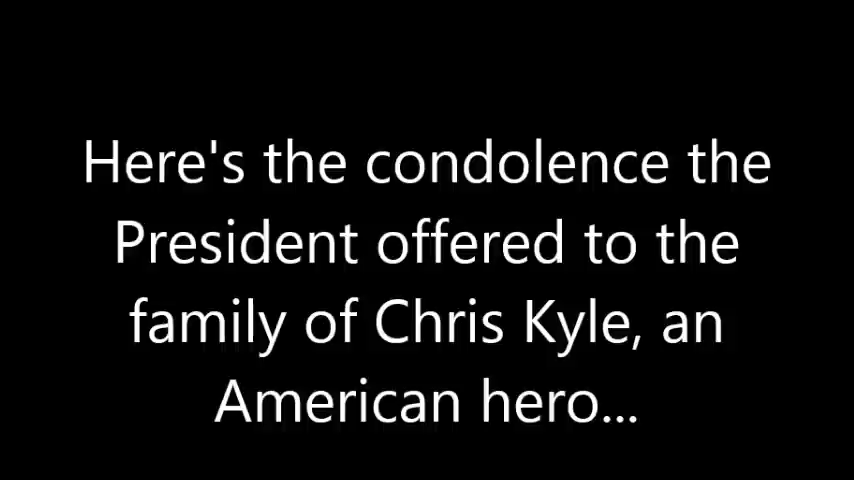 Here's the condolence the
President offered to the
family of Chris Kyle, an
American hero...